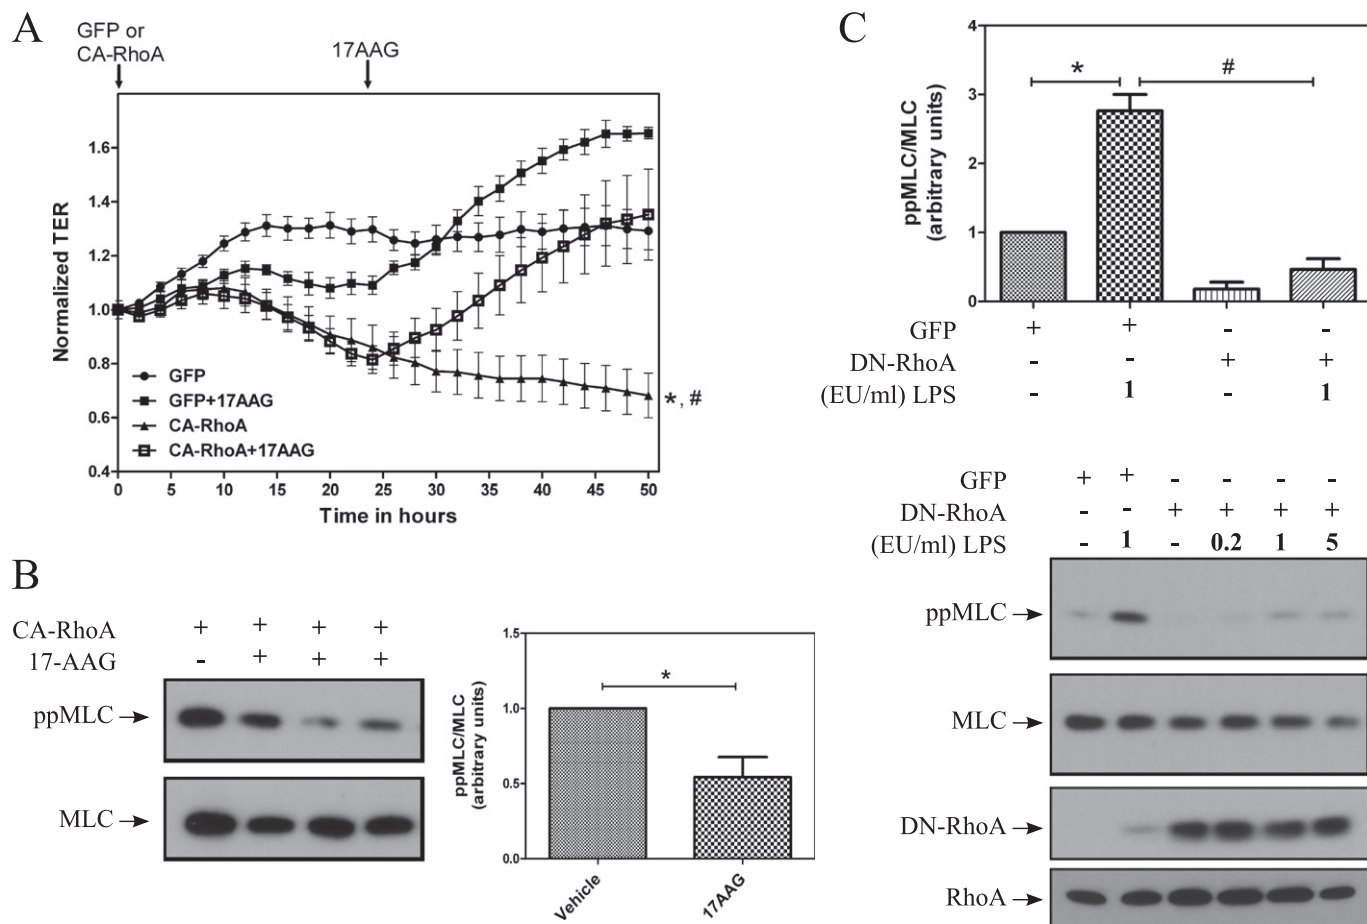 A
GFP or
CA-RhoA
17AAG
Normalized TER
1.6
1.4
1.2
1.0
0.8
0.6
0.4
GFP
GFP+17AAG
CA-RhoA
CA-RhoA+17AAG
*, #
0 5 10 15 20 25 30 35 40 45 50
Time in hours
B
CA-RhoA + + + +
17-AAG - + + +
ppMLC
MLC
ppMLC/MLC
(arbitrary units)
1.5
1.0
0.5
0.0
*
Vehicle 17AAG
C
ppMLC/MLC
(arbitrary units)
4
3
2
1
0
* #
GFP + + - -
DN-RhoA - - + +
(EU/ml) LPS - 1 - 1
GFP + + - - - -
DN-RhoA - - + + + +
(EU/ml) LPS - 1 - 0.2 1 5
ppMLC
MLC
DN-RhoA
RhoA